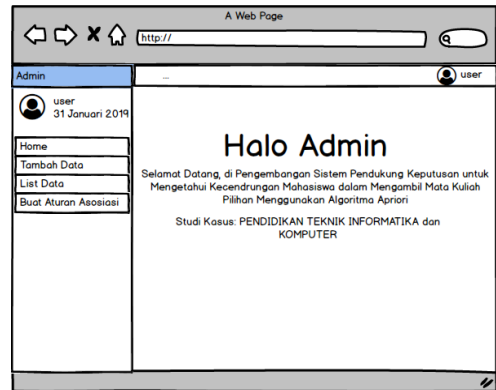 A Web Page
http://
Admin
...
user
user
31 Januari 2019
Home
Tambah Data
List Data
Buat Aturan Asosiasi
Halo Admin
Selamat Datang, di Pengembangan Sistem Pendukung Keputusan untuk
Mengetahui Kecendrungan Mahasiswa dalam Mengambil Mata Kuliah
Pilihan Menggunakan Algoritma Apriori
Studi Kasus: PENDIDIKAN TEKNIK INFORMATIKA dan
KOMPUTER